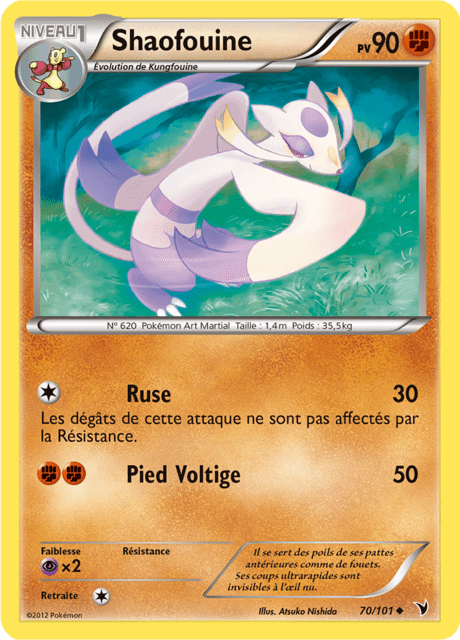 NIVEAU 1
Shaofouine
PV 90
Évolution de Kungfouine
N° 620 Pokémon Art Martial Taille : 1,4m Poids : 35,5kg
Ruse 30
Les dégâts de cette attaque ne sont pas affectés par
la Résistance.
Pied Voltige 50
Faiblesse
×2
Résistance
Retraite
Il se sert des poils de ses pattes
antérieures comme de fouets.
Ses coups ultrarapides sont
invisibles à l'œil nu.
©2012 Pokémon
Illus. Atsuko Nishida
70/101